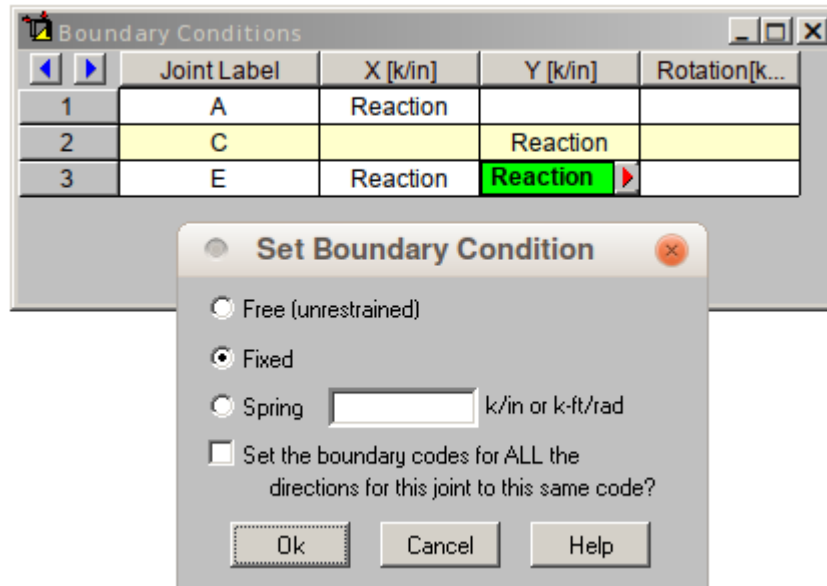 Boundary Conditions
Joint Label X [k/in] Y [k/in] Rotation[k...
1 A Reaction
2 C Reaction
3 E Reaction Reaction
Set Boundary Condition
Free (unrestrained)
Fixed
Spring k/in or k-ft/rad
Set the boundary codes for ALL the
directions for this joint to this same code?
Ok Cancel Help